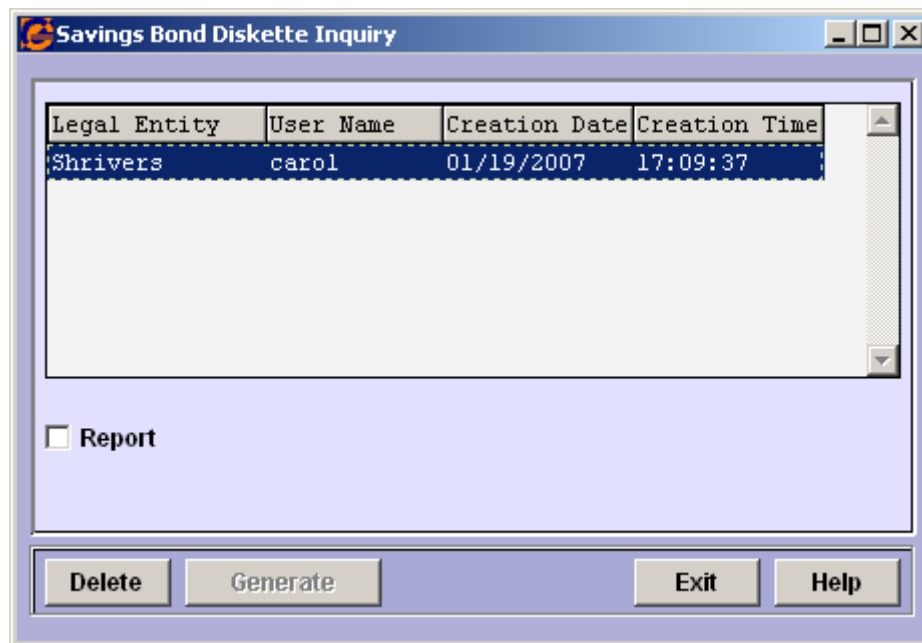 Savings Bond Diskette Inquiry
Legal Entity User Name Creation Date Creation Time
Shrivers carol 01/19/2007 17:09:37
Report
Delete Generate Exit Help